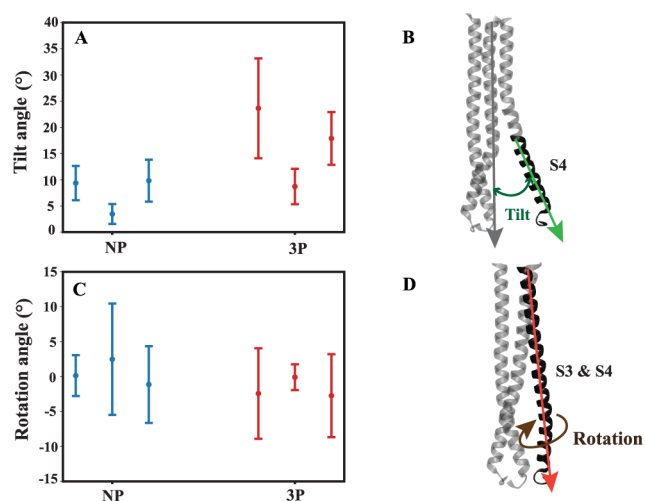 A
Tilt angle (°)
40
35
30
25
20
15
10
5
0
NP
3P
B
S4
Tilt
C
Rotation angle (°)
15
10
5
0
-5
-10
-15
NP
3P
D
S3 & S4
Rotation